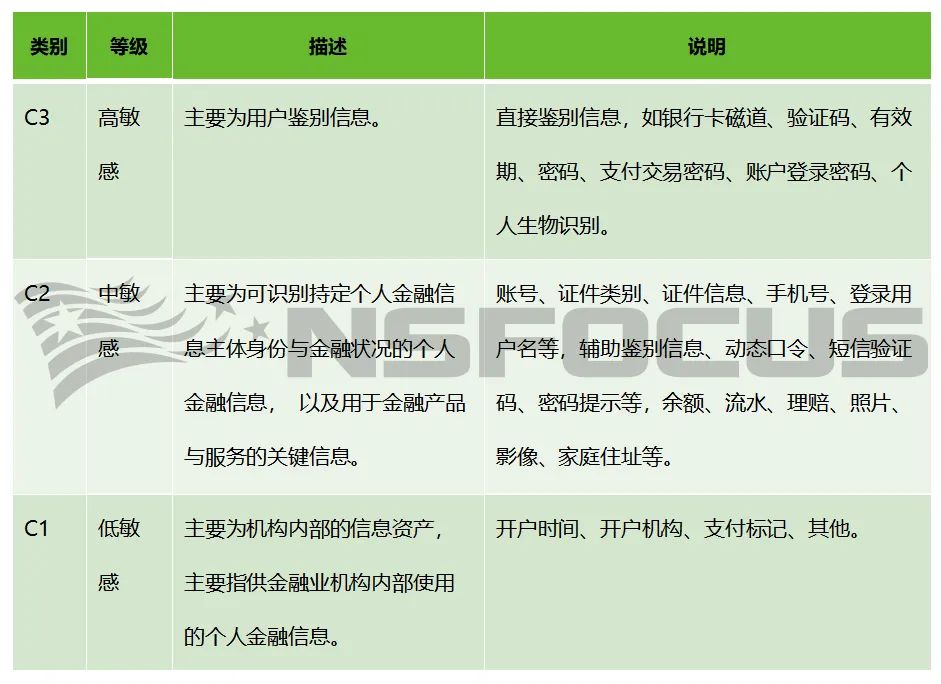 类别 等级 描述 说明
C3 高敏 主要为用户鉴别信息。 直接鉴别信息，如银行卡磁道、验证码、有效
感 期、密码、支付交易密码、账户登录密码、个
人生物识别。
C2 中敏 主要为可识别持定个人金融信 账号、证件类别、证件信息、手机号、登录用
感 息主体身份与金融状况的个人 户名等，辅助鉴别信息、动态口令、短信验证
金融信息， 以及用于金融产品 码、密码提示等，余额、流水、理赔、照片、
与服务的关键信息。 影像、家庭住址等。
NSFOCUS
C1 低敏 主要为机构内部的信息资产， 开户时间、开户机构、支付标记、其他。
感 主要指供金融业机构内部使用
的个人金融信息。